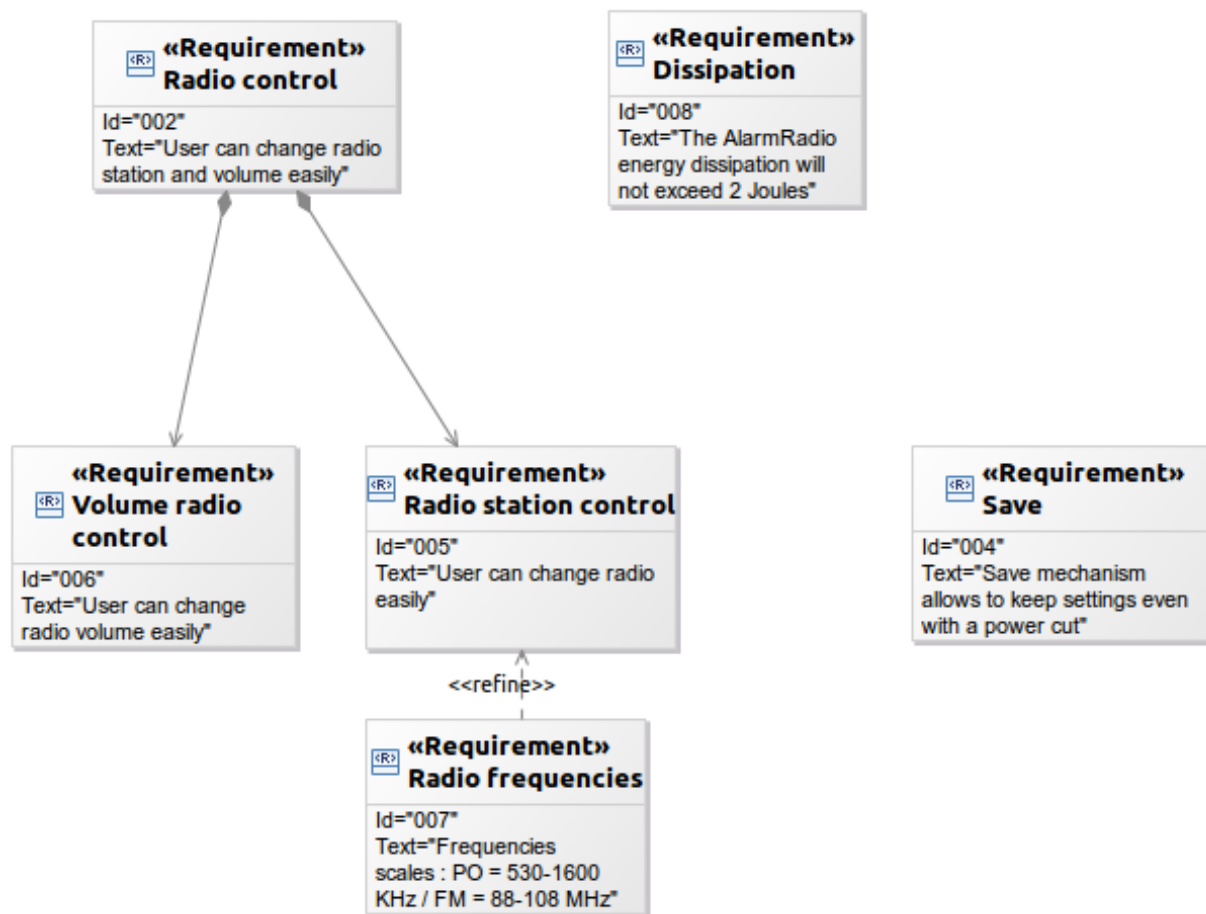 «Requirement»
Radio control
Id="002"
Text="User can change radio
station and volume easily"
«Requirement»
Dissipation
Id="008"
Text="The AlarmRadio
energy dissipation will
not exceed 2 Joules"
«Requirement»
Volume radio
control
Id="006"
Text="User can change
radio volume easily"
«Requirement»
Radio station control
Id="005"
Text="User can change radio
easily"
«Requirement»
Save
Id="004"
Text="Save mechanism
allows to keep settings even
with a power cut"
<<refine>>
«Requirement»
Radio frequencies
Id="007"
Text="Frequencies
scales : PO = 530-1600
KHz / FM = 88-108 MHz"